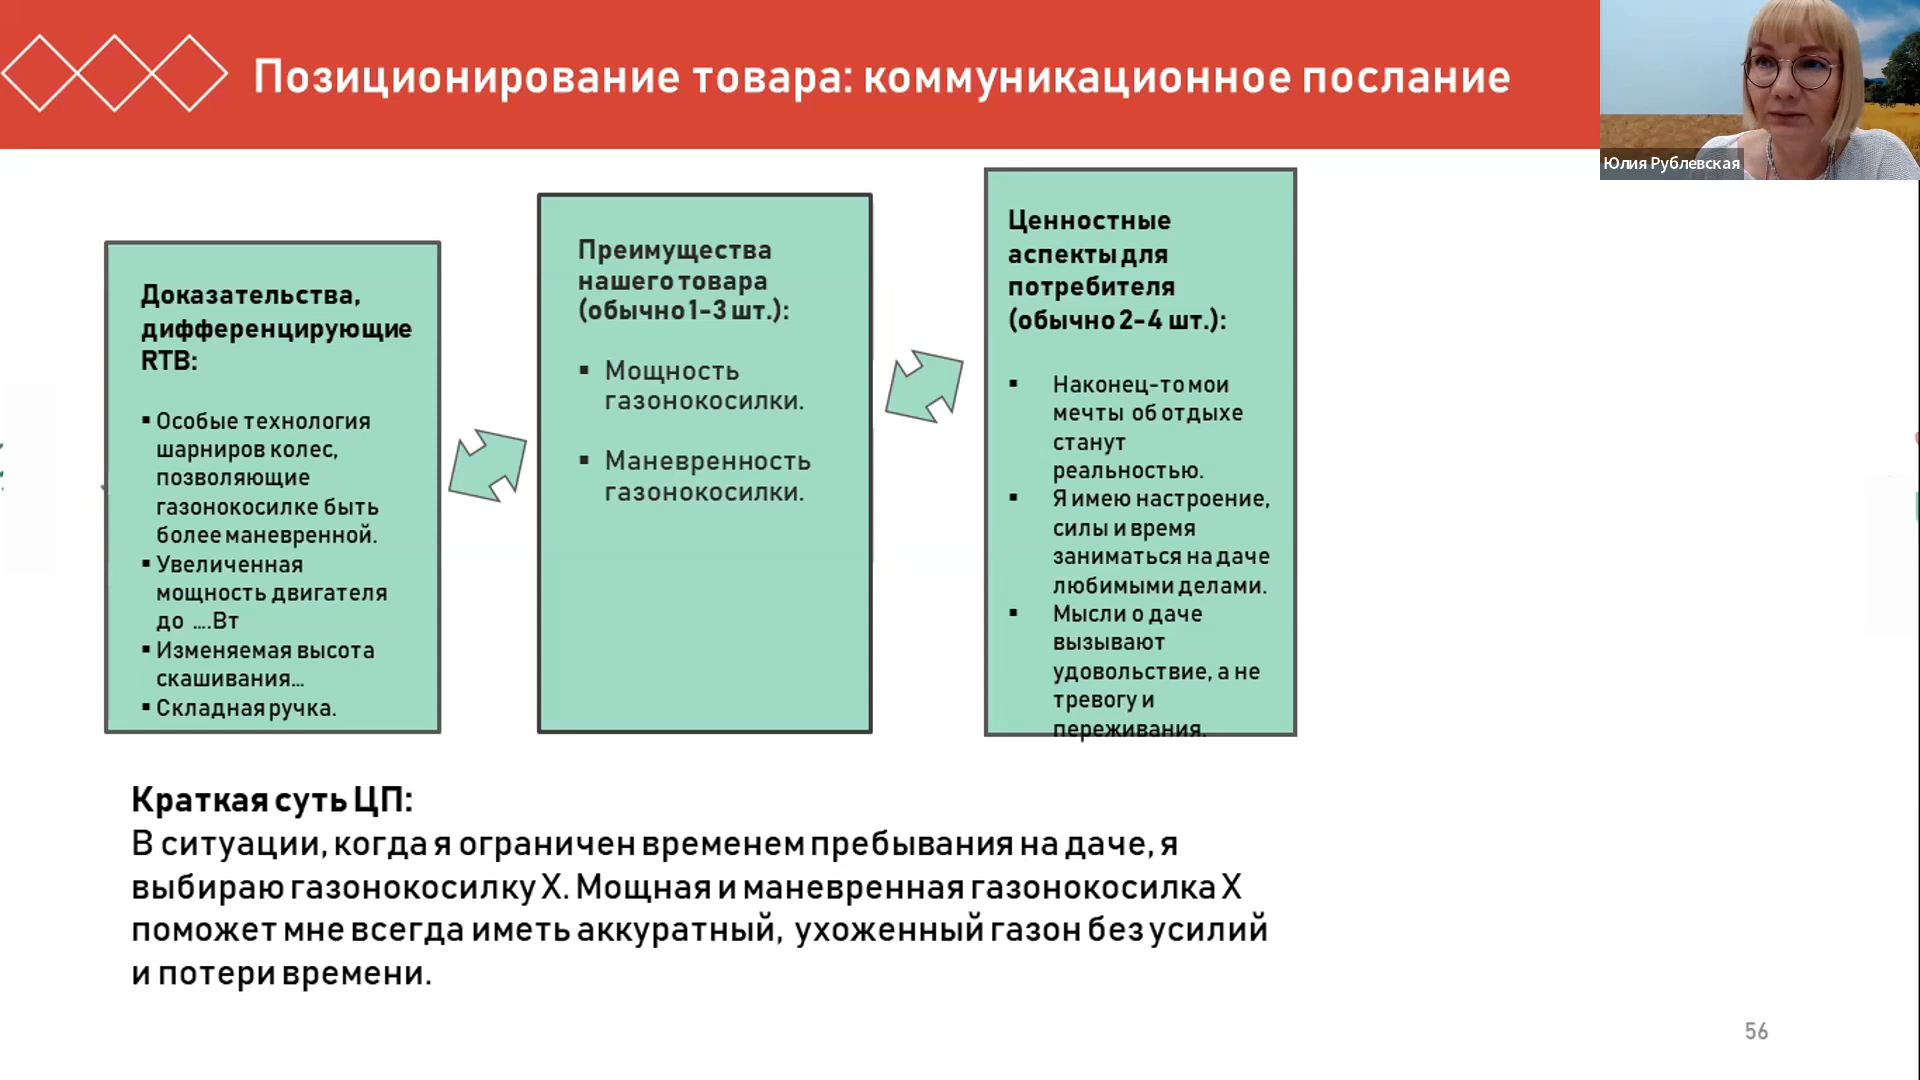 Позиционирование товара: коммуникационное послание
Юлия Рублевская
Доказательства,
дифференцирующие
RTB:
▪ Особые технология
шарниров колес,
позволяющие
газонокосилке быть
более маневренной.
▪ Увеличенная
мощность двигателя
до ....Вт
▪ Изменяемая высота
скашивания...
▪ Складная ручка.
Преимущества
нашего товара
(обычно 1-3 шт.):
▪ Мощность
газонокосилки.
▪ Маневренность
газонокосилки.
Ценностные
аспекты для
потребителя
(обычно 2-4 шт.):
▪ Наконец-то мои
мечты об отдыхе
станут
реальностью.
▪ Я имею настроение,
силы и время
заниматься на даче
любимыми делами.
▪ Мысли о даче
вызывают
удовольствие, а не
тревогу и
переживания.
Краткая суть ЦП:
В ситуации, когда я ограничен временем пребывания на даче, я
выбираю газонокосилку Х. Мощная и маневренная газонокосилка Х
поможет мне всегда иметь аккуратный, ухоженный газон без усилий
и потери времени.
56